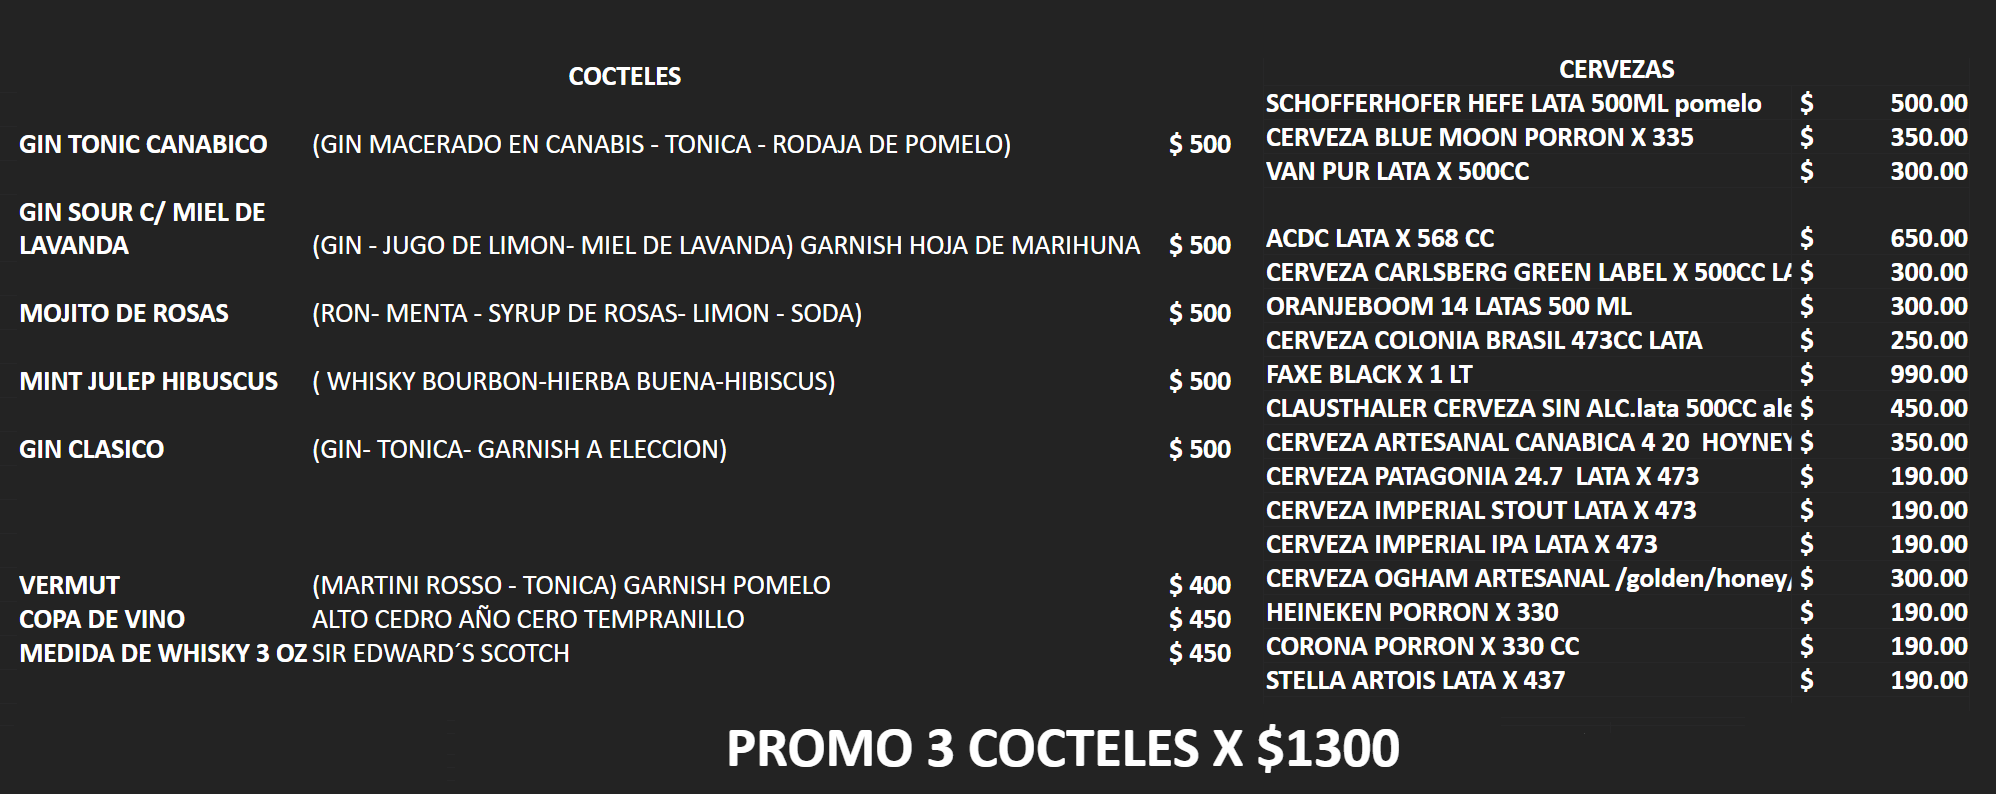 COCTELES
GIN TONIC CANABICO (GIN MACERADO EN CANABIS - TONICA - RODAJA DE POMELO) $ 500
GIN SOUR C/ MIEL DE
LAVANDA (GIN - JUGO DE LIMON- MIEL DE LAVANDA) GARNISH HOJA DE MARIHUNA $ 500
MOJITO DE ROSAS (RON- MENTA - SYRUP DE ROSAS- LIMON - SODA) $ 500
MINT JULEP HIBUSCUS ( WHISKY BOURBON-HIERBA BUENA-HIBISCUS) $ 500
GIN CLASICO (GIN- TONICA- GARNISH A ELECCION) $ 500
VERMUT (MARTINI ROSSO - TONICA) GARNISH POMELO $ 400
COPA DE VINO ALTO CEDRO AÑO CERO TEMPRANILLO $ 450
MEDIDA DE WHISKY 3 OZ SIR EDWARD´S SCOTCH $ 450
CERVEZAS
SCHOFFERHOFER HEFE LATA 500ML pomelo $ 500.00
CERVEZA BLUE MOON PORRON X 335 $ 350.00
VAN PUR LATA X 500CC $ 300.00
ACDC LATA X 568 CC $ 650.00
CERVEZA CARLSBERG GREEN LABEL X 500CC LA $ 300.00
ORANJEBOOM 14 LATAS 500 ML $ 300.00
CERVEZA COLONIA BRASIL 473CC LATA $ 250.00
FAXE BLACK X 1 LT $ 990.00
CLAUSTHALER CERVEZA SIN ALC.lata 500CC ale $ 450.00
CERVEZA ARTESANAL CANABICA 4 20  HOYNEY $ 350.00
CERVEZA PATAGONIA 24.7  LATA X 473 $ 190.00
CERVEZA IMPERIAL STOUT LATA X 473 $ 190.00
CERVEZA IMPERIAL IPA LATA X 473 $ 190.00
CERVEZA OGHAM ARTESANAL /golden/honey/ $ 300.00
HEINEKEN PORRON X 330 $ 190.00
CORONA PORRON X 330 CC $ 190.00
STELLA ARTOIS LATA X 437 $ 190.00
PROMO 3 COCTELES X $1300